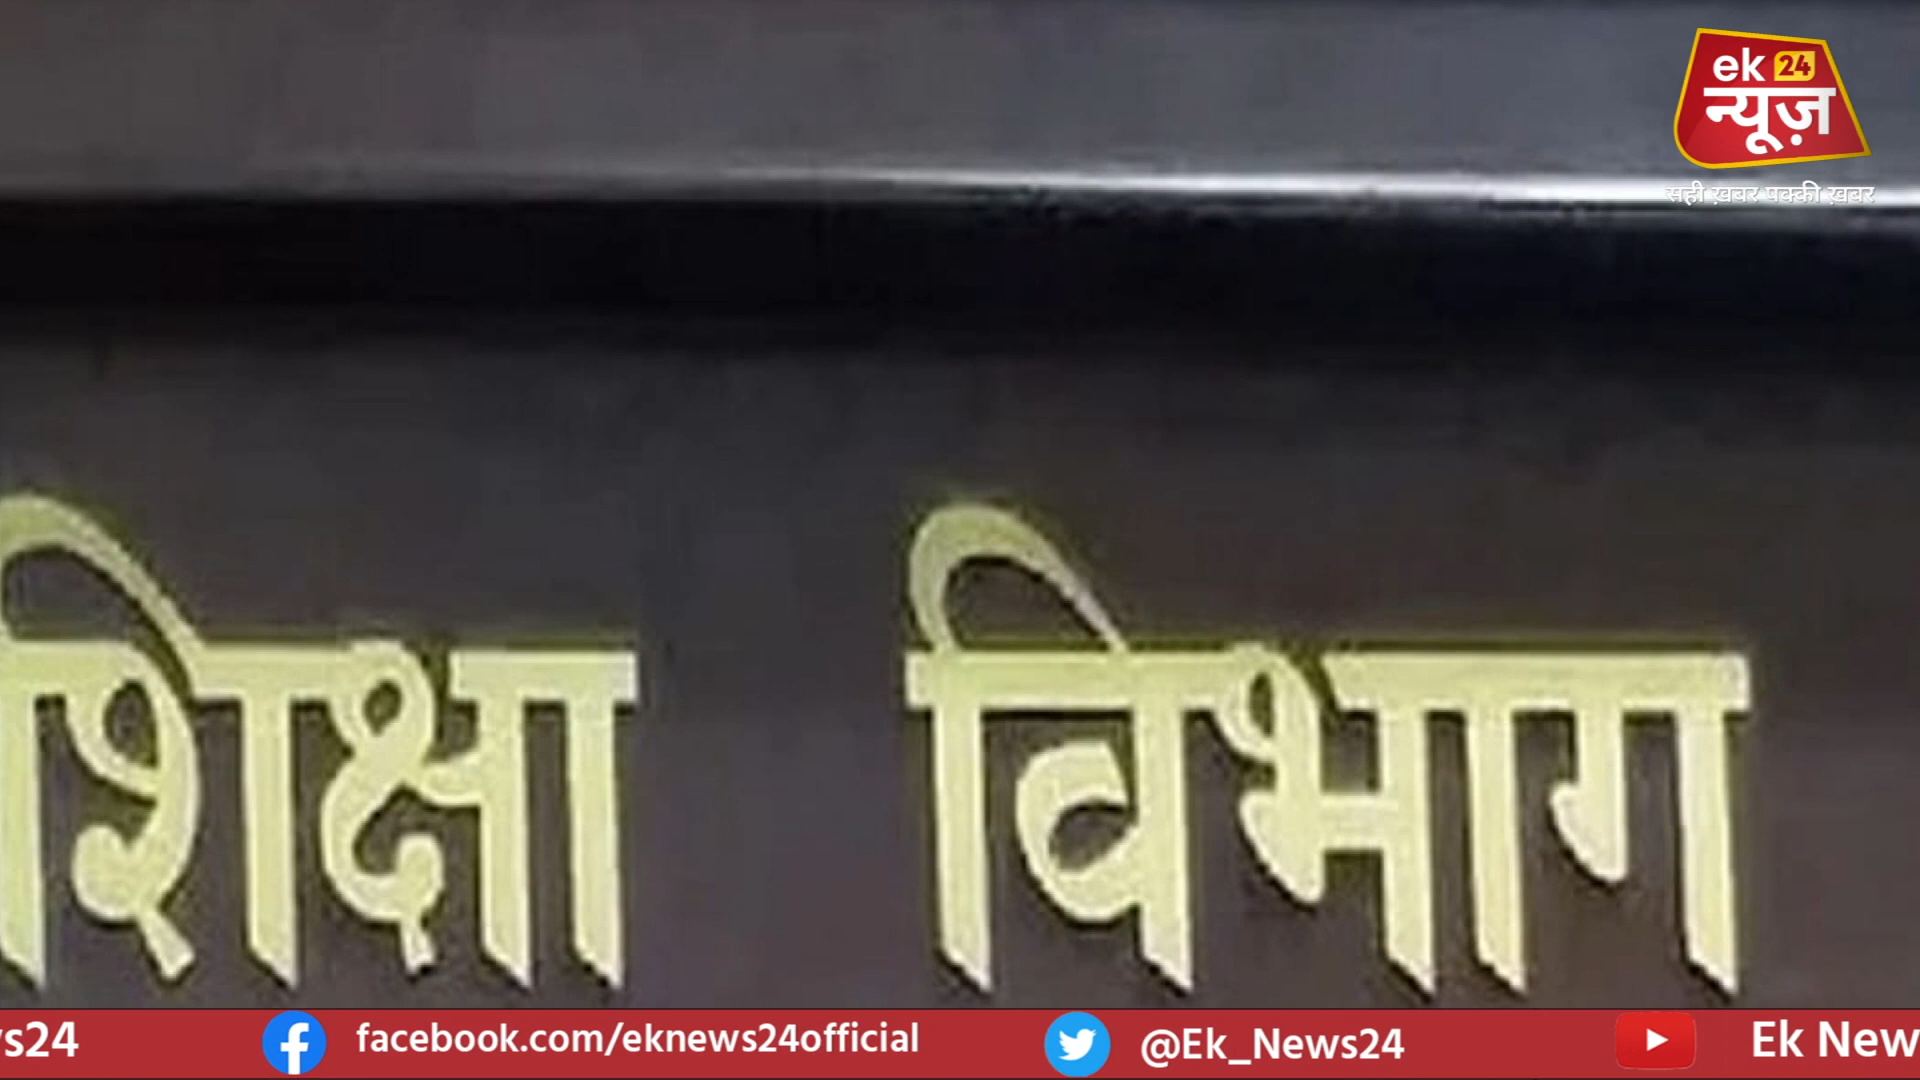 ek 24
न्यूज़
सही ख़बर पक्की ख़बर
शिक्षा विभाग
s24 facebook.com/eknews24official @Ek_News24 Ek New